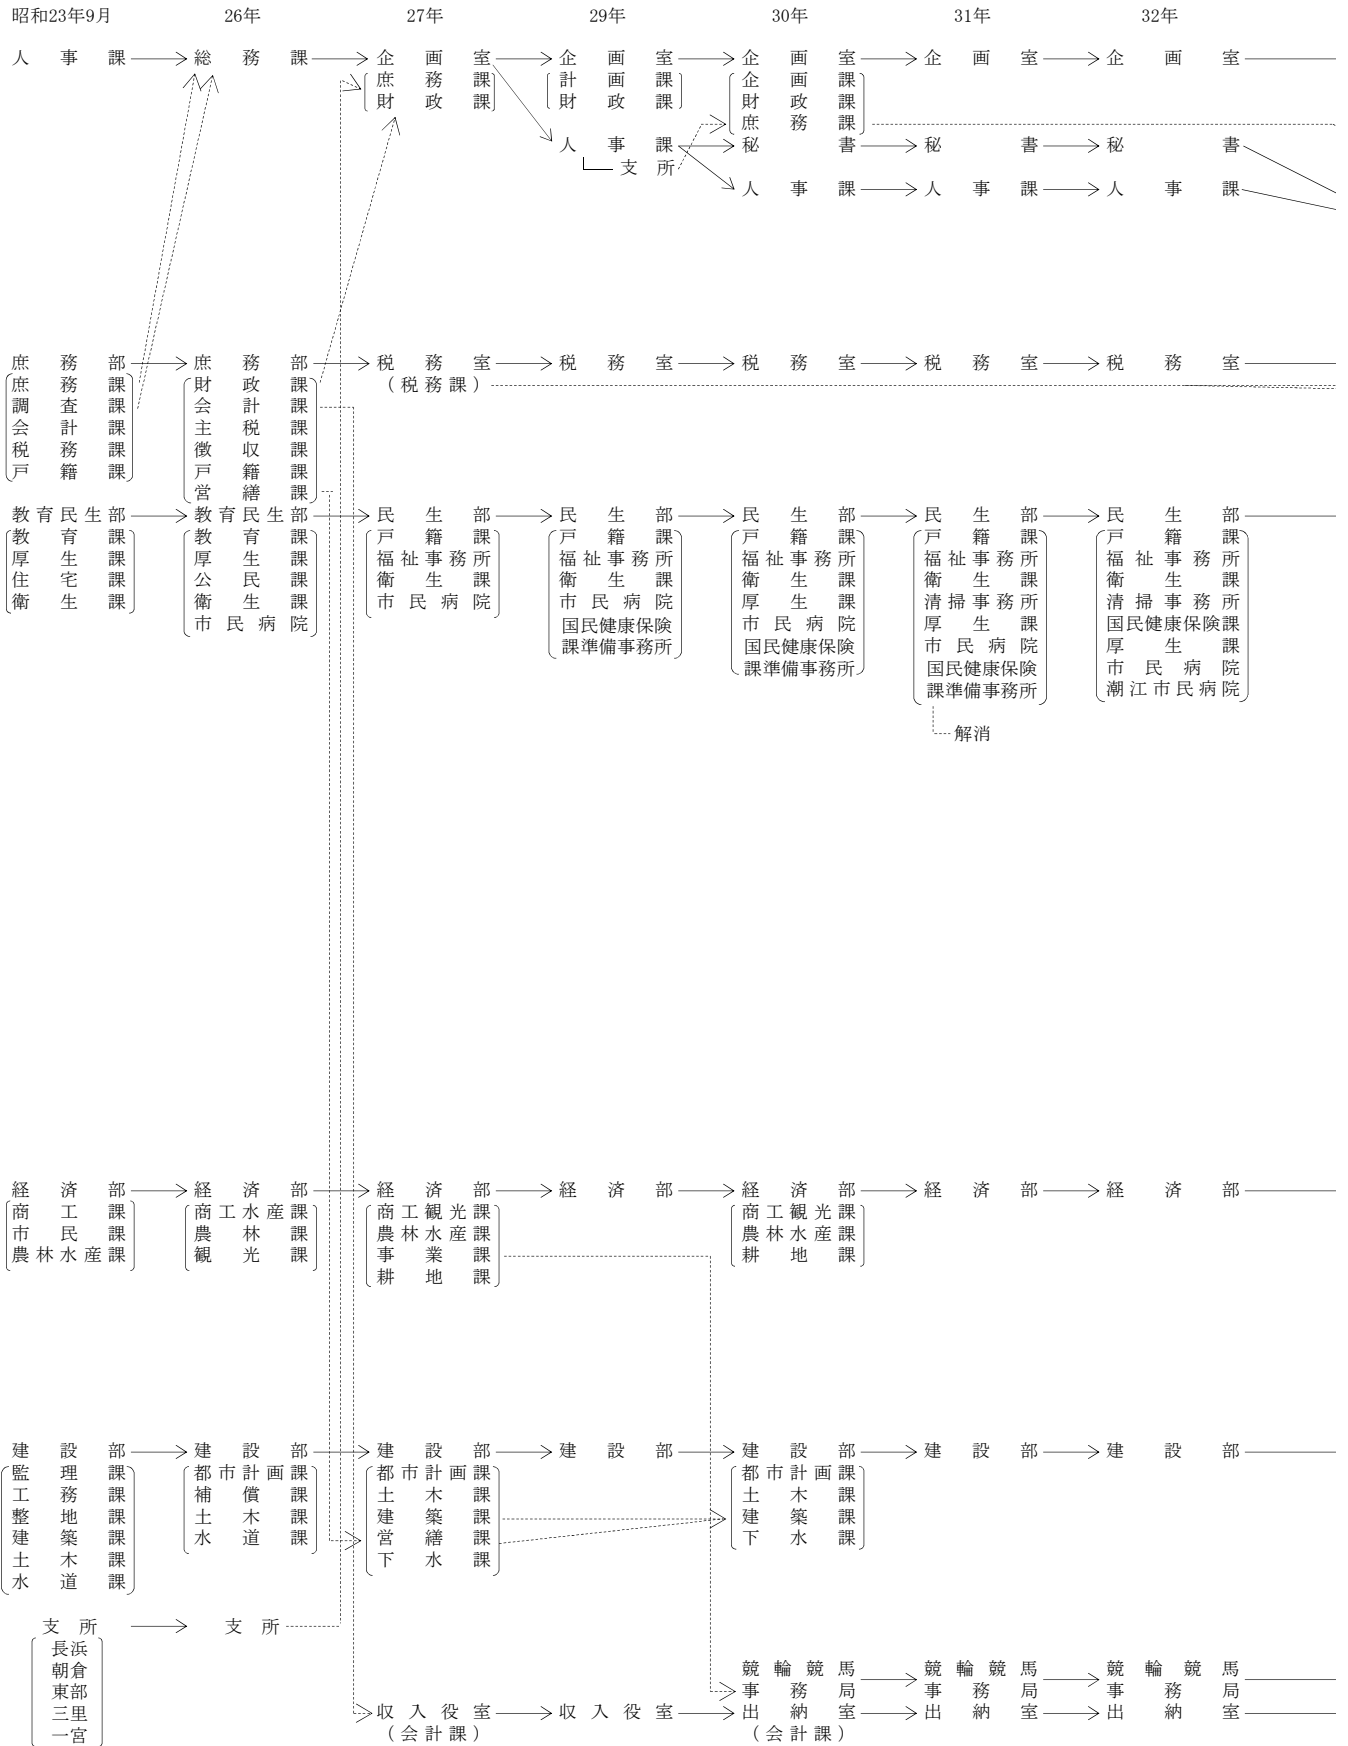 昭和23年9月 26年 27年 29年 30年 31年 32年
人事課 総務課 企画室 企画室 企画室 企画室 企画室
庶務課 計画課 企画課
財政課 財政課 財政課
庶務課
人事課 秘書 秘書 秘書
支所
人事課 人事課 人事課
庶務部 庶務部 税務室 税務室 税務室 税務室 税務室
庶務課 財政課 (税務課)
調査課 会計課
会計課 主税課
税務課 徴収課
戸籍課 戸籍課
営繕課
教育民生部 教育民生部 民生部 民生部 民生部 民生部 民生部
教育課 教育課 戸籍課 戸籍課 戸籍課 戸籍課 戸籍課
厚生課 厚生課 福祉事務所 福祉事務所 福祉事務所 福祉事務所 福祉事務所
住宅課 公民課 衛生課 衛生課 衛生課 衛生課 衛生課
衛生課 衛生課 市民病院 市民病院 厚生課 清掃事務所 清掃事務所
市民病院 国民健康保険 市民病院 厚生課 国民健康保険課
課準備事務所 国民健康保険 市民病院 厚生課
課準備事務所 国民健康保険 市民病院
課準備事務所 潮江市民病院
解消
経済部 経済部 経済部 経済部 経済部 経済部 経済部
商工課 商工水産課 商工観光課 商工観光課
市民課 農林課 農林水産課 農林水産課
農林水産課 観光課 事業課 耕地課
耕地課
建設部 建設部 建設部 建設部 建設部 建設部 建設部
監理課 都市計画課 都市計画課 都市計画課
工務課 補償課 土木課 土木課
整地課 土木課 建築課 建築課
建築課 水道課 営繕課 下水課
土木課 下水課
水道課
支所 支所
長浜
朝倉 競輪競馬 競輪競馬 競輪競馬
東部 事務局 事務局 事務局
三里 収入役室 収入役室 出納室 出納室 出納室
一宮 (会計課) (会計課)